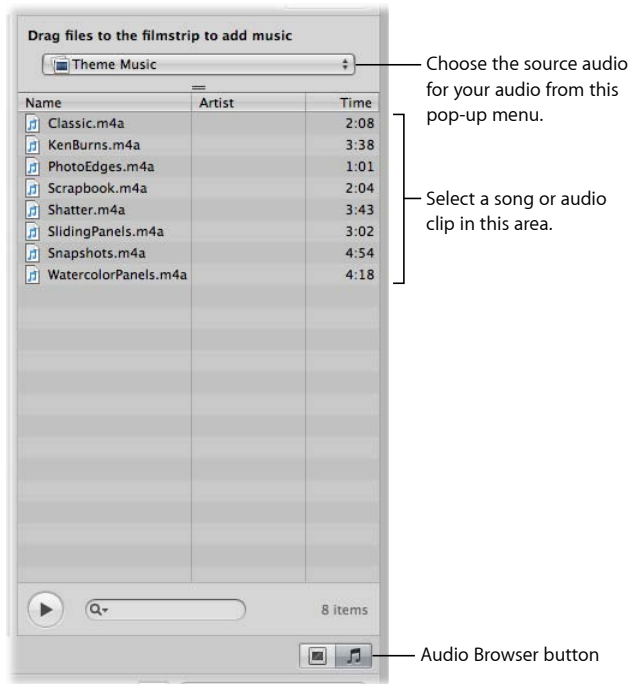 Drag files to the filmstrip to add music
Theme Music
Choose the source audio
for your audio from this
pop-up menu.
Name Artist Time
Classic.m4a 2:08
KenBurns.m4a 3:38
PhotoEdges.m4a 1:01
Scrapbook.m4a 2:04
Shatter.m4a 3:43
SlidingPanels.m4a 3:02
Snapshots.m4a 4:54
WatercolorPanels.m4a 4:18
Select a song or audio
clip in this area.
8 items
Audio Browser button